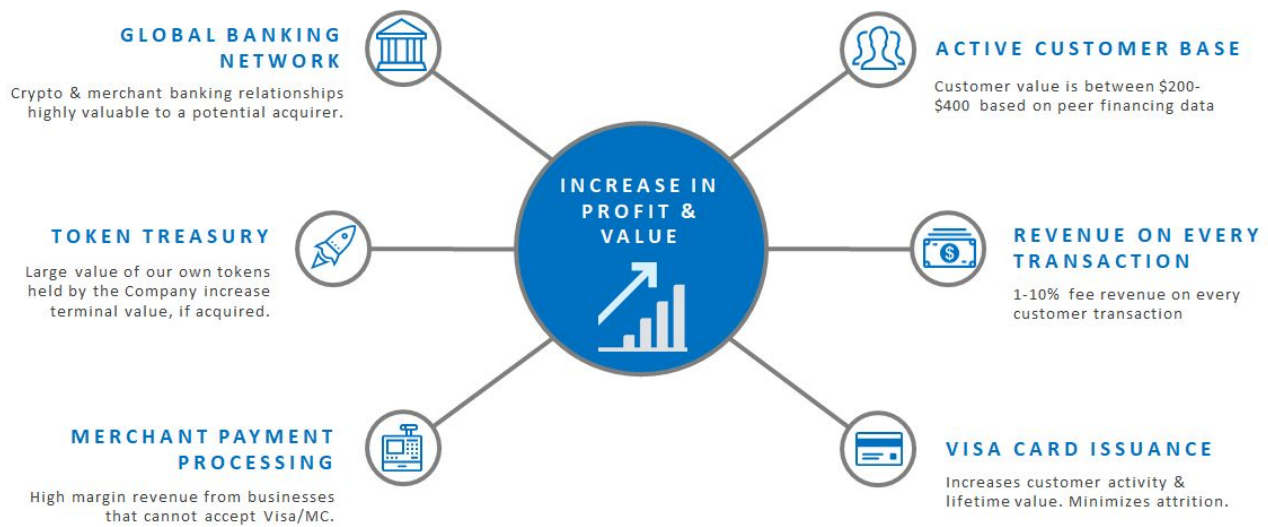 GLOBAL BANKING
NETWORK
Crypto & merchant banking relationships
highly valuable to a potential acquirer.
TOKEN TREASURY
Large value of our own tokens
held by the Company increase
terminal value, if acquired.
MERCHANT PAYMENT
PROCESSING
High margin revenue from businesses
that cannot accept Visa/MC.
INCREASE IN
PROFIT &
VALUE
ACTIVE CUSTOMER BASE
Customer value is between $200-
$400 based on peer financing data
$
REVENUE ON EVERY
TRANSACTION
1-10% fee revenue on every
customer transaction
VISA CARD ISSUANCE
Increases customer activity &
lifetime value. Minimizes attrition.